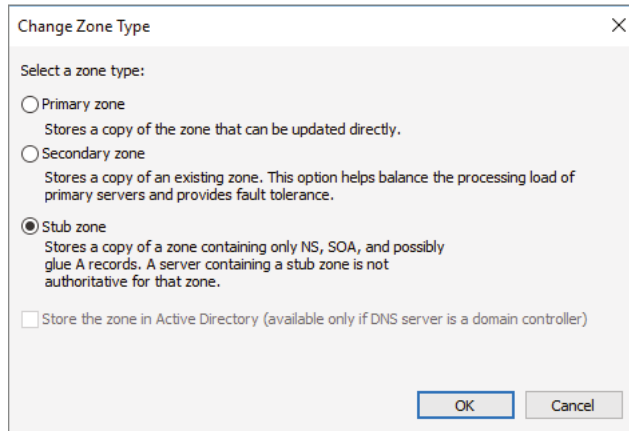 Change Zone Type
Select a zone type:
Primary zone
Stores a copy of the zone that can be updated directly.
Secondary zone
Stores a copy of an existing zone. This option helps balance the processing load of
primary servers and provides fault tolerance.
Stub zone
Stores a copy of a zone containing only NS, SOA, and possibly
glue A records. A server containing a stub zone is not
authoritative for that zone.
Store the zone in Active Directory (available only if DNS server is a domain controller)
OK Cancel